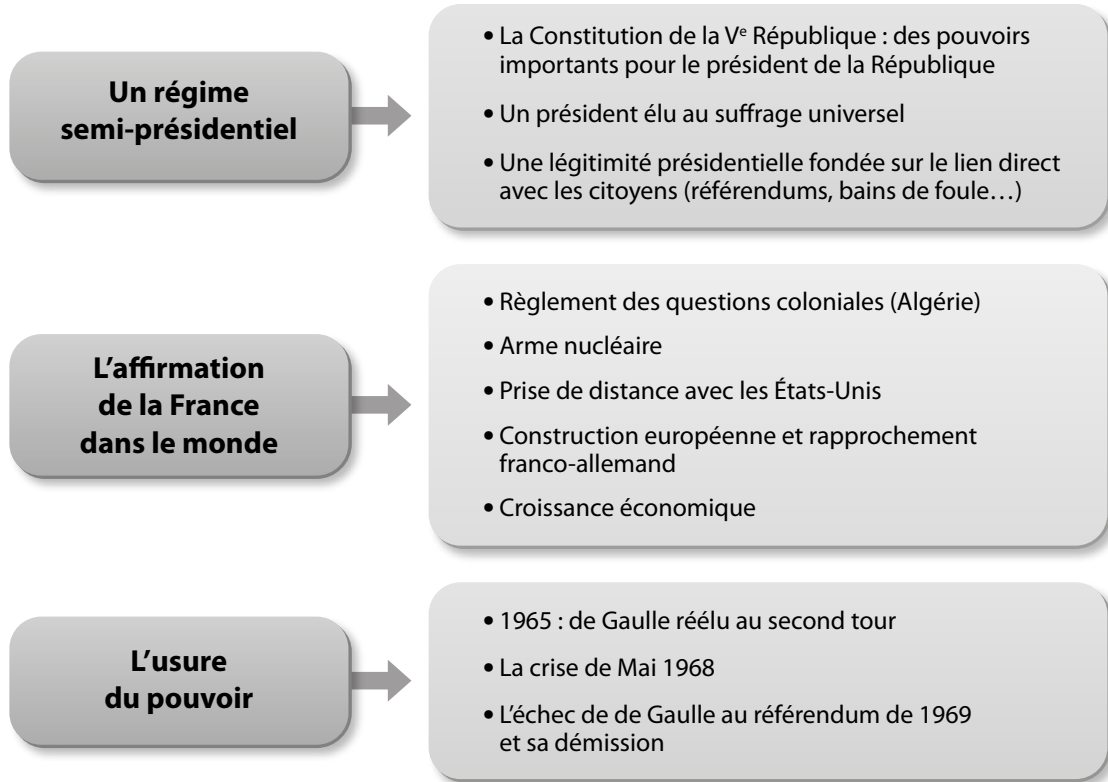 Un régime
semi-présidentiel
• La Constitution de la Vᵉ République : des pouvoirs
importants pour le président de la République
• Un président élu au suffrage universel
• Une légitimité présidentielle fondée sur le lien direct
avec les citoyens (référendums, bains de foule…)
L’affirmation
de la France
dans le monde
• Règlement des questions coloniales (Algérie)
• Arme nucléaire
• Prise de distance avec les États-Unis
• Construction européenne et rapprochement
franco-allemand
• Croissance économique
L’usure
du pouvoir
• 1965 : de Gaulle réélu au second tour
• La crise de Mai 1968
• L’échec de de Gaulle au référendum de 1969
et sa démission